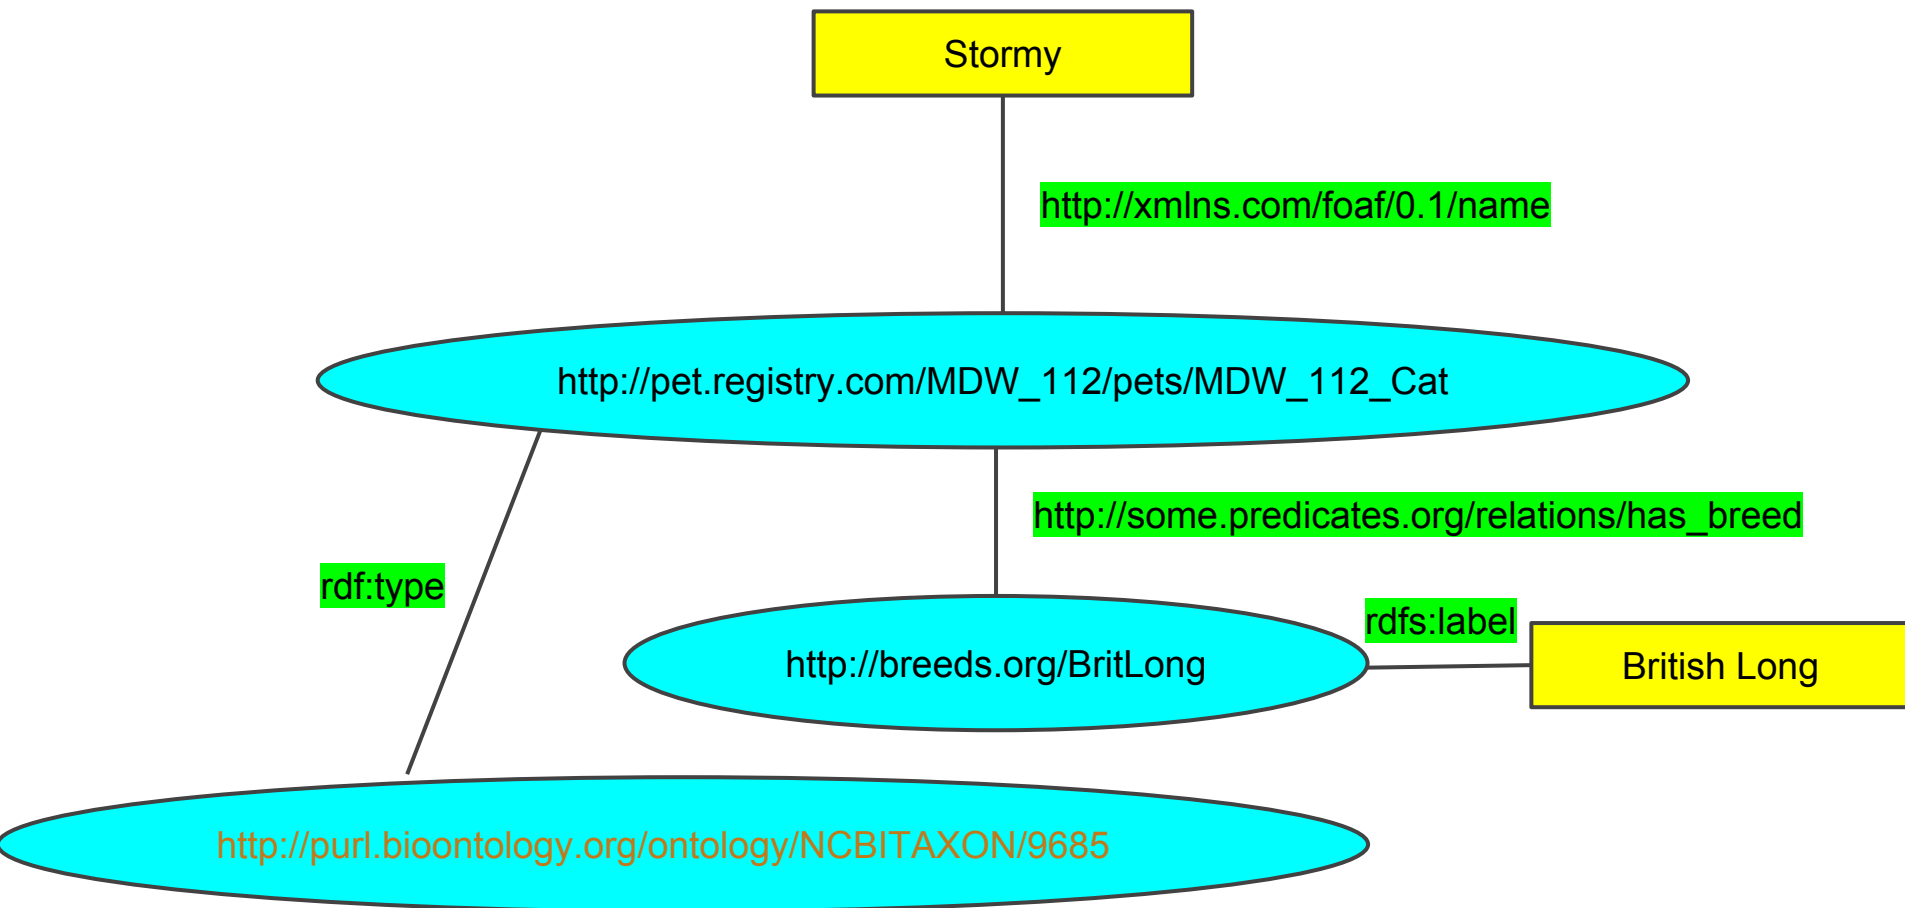 Stormy
http://xmlns.com/foaf/0.1/name
http://pet.registry.com/MDW_112/pets/MDW_112_Cat
http://some.predicates.org/relations/has_breed
rdf:type
rdfs:label
http://breeds.org/BritLong
British Long
http://purl.bioontology.org/ontology/NCBITAXON/9685